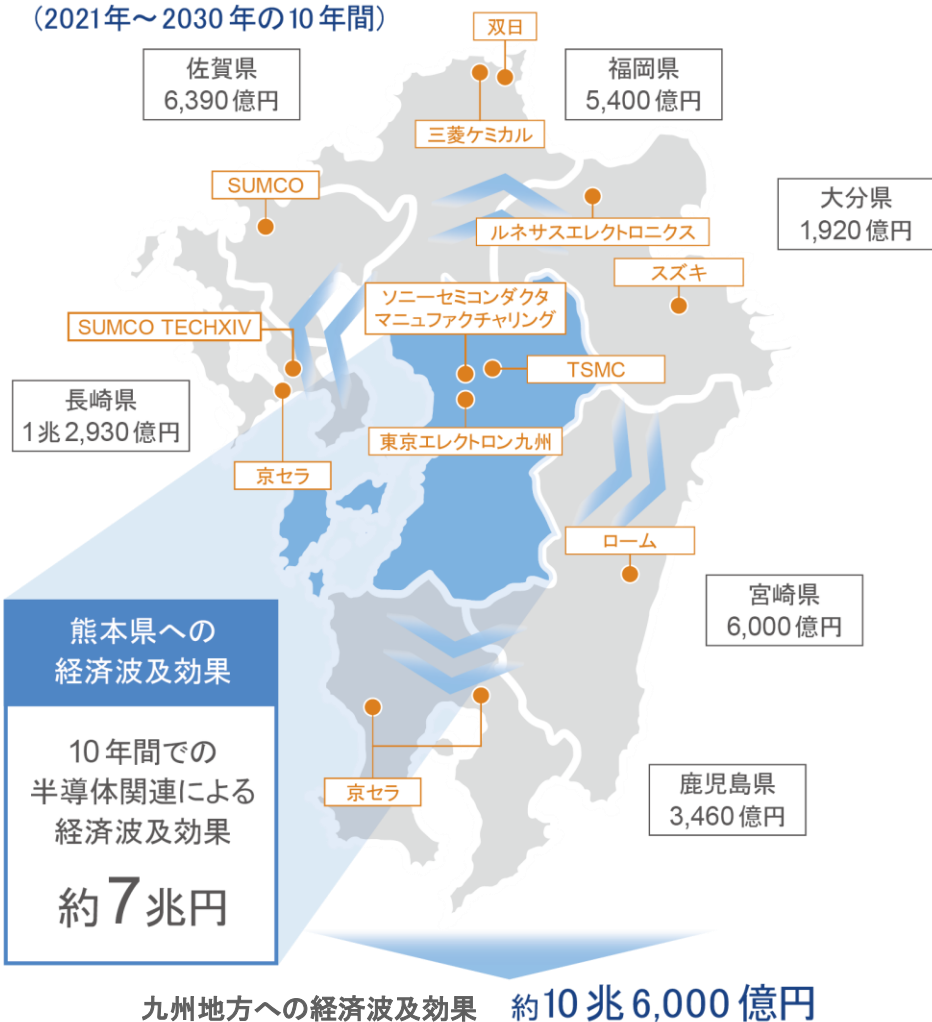 （2021年～2030年の10年間）
双日
佐賀県
6,390億円
福岡県
5,400億円
三菱ケミカル
SUMCO
大分県
1,920億円
ルネサスエレクトロニクス
スズキ
ソニーセミコンダクタ
マニュファクチャリング
SUMCO TECHXIV
TSMC
長崎県
1兆2,930億円
東京エレクトロン九州
京セラ
ローム
宮崎県
6,000億円
熊本県への
経済波及効果
10年間での
半導体関連による
経済波及効果
約7兆円
京セラ
鹿児島県
3,460億円
九州地方への経済波及効果 約10兆6,000億円